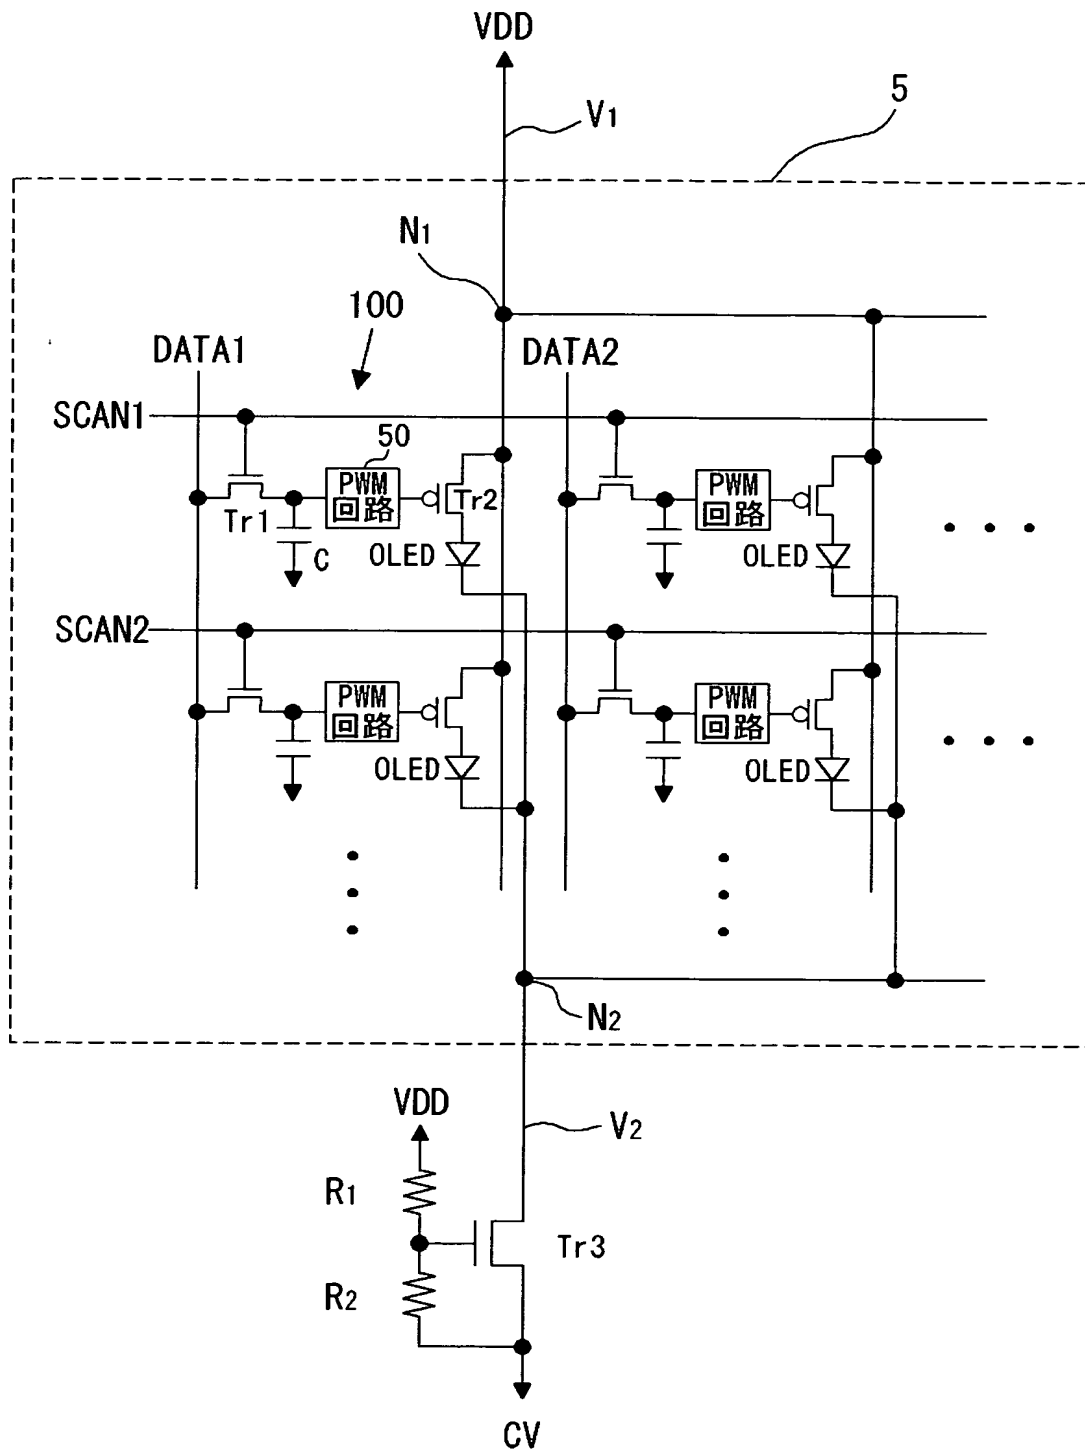 VDD
V1
5
N1
100
DATA1
DATA2
SCAN1
50
PWM
回路
Tr1
Tr2
C
OLED
PWM
回路
OLED
SCAN2
PWM
回路
OLED
PWM
回路
OLED
N2
VDD
V2
R1
Tr3
R2
CV